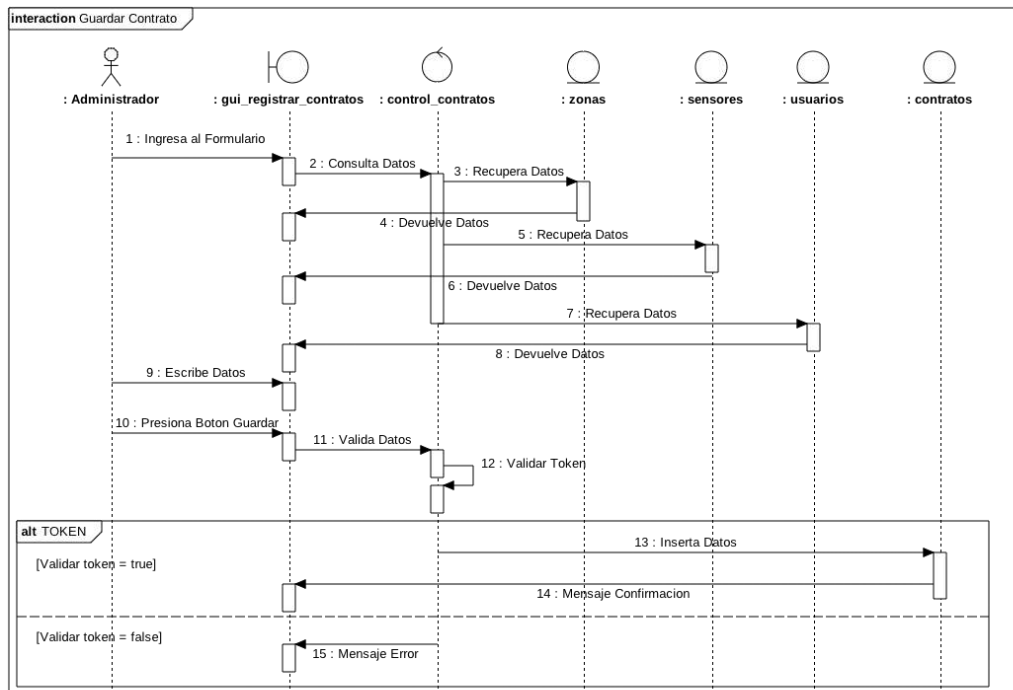 interaction Guardar Contrato
: Administrador
: gui_registrar_contratos
: control_contratos
: zonas
: sensores
: usuarios
: contratos
1 : Ingresa al Formulario
2 : Consulta Datos
3 : Recupera Datos
4 : Devuelve Datos
5 : Recupera Datos
6 : Devuelve Datos
7 : Recupera Datos
8 : Devuelve Datos
9 : Escribe Datos
10 : Presiona Boton Guardar
11 : Valida Datos
12 : Validar Token
alt TOKEN
13 : Inserta Datos
[Validar token = true]
14 : Mensaje Confirmacion
[Validar token = false]
15 : Mensaje Error